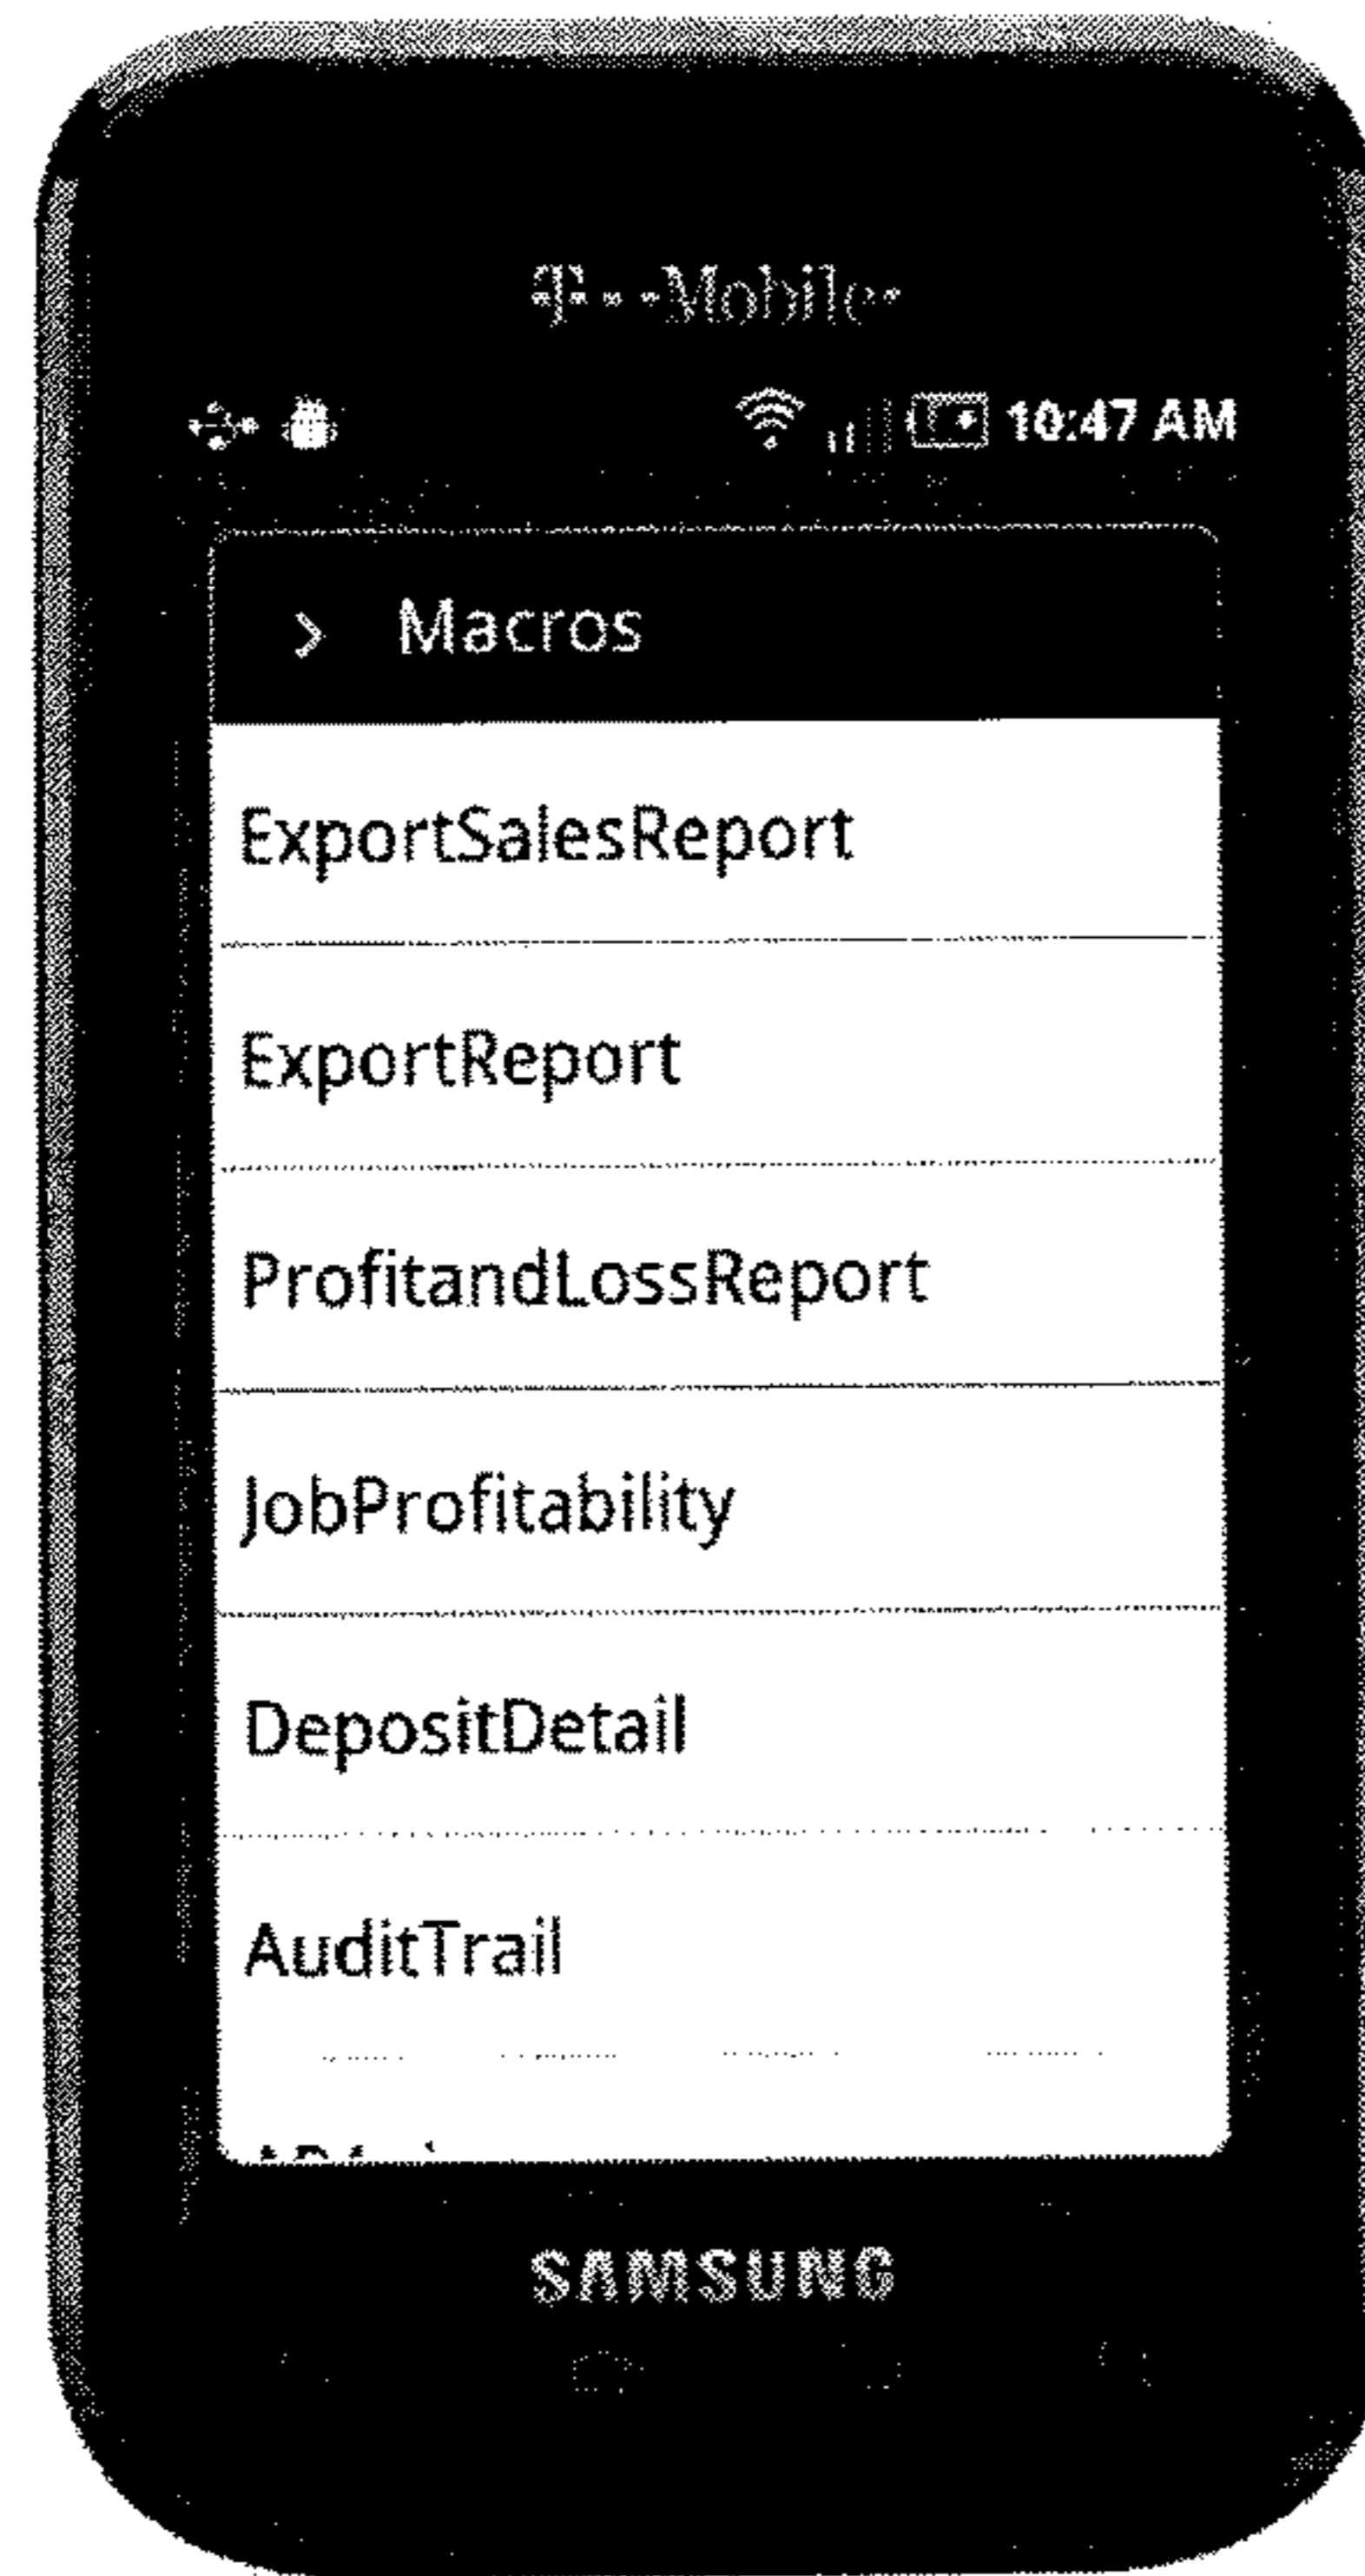 T··Mobile
10:47 AM
> Macros
ExportSalesReport
ExportReport
ProfitandLossReport
JobProfitability
DepositDetail
AuditTrail
SAMSUNG